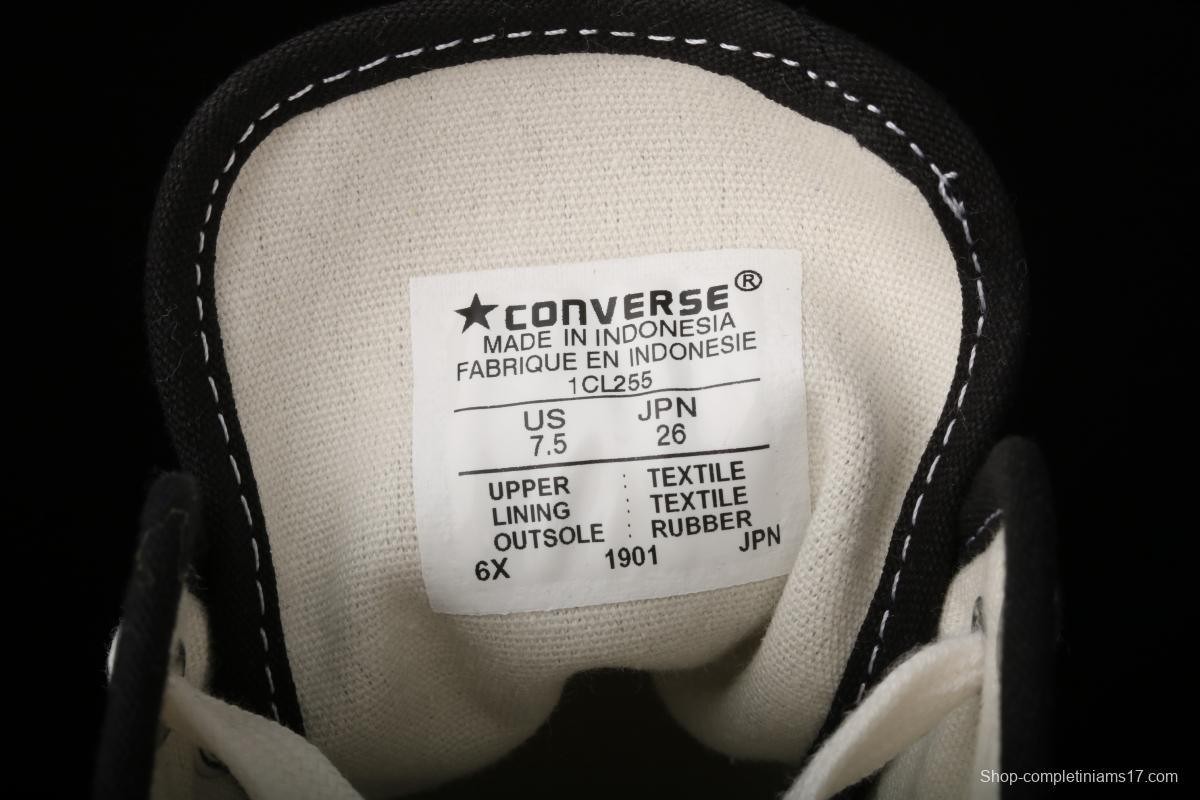 ★CONVERSE®
MADE IN INDONESIA
FABRIQUE EN INDONESIE
1CL255
US JPN
7.5 26
UPPER : TEXTILE
LINING : TEXTILE
OUTSOLE : RUBBER
6X 1901 JPN
Shop-completiniams17.com